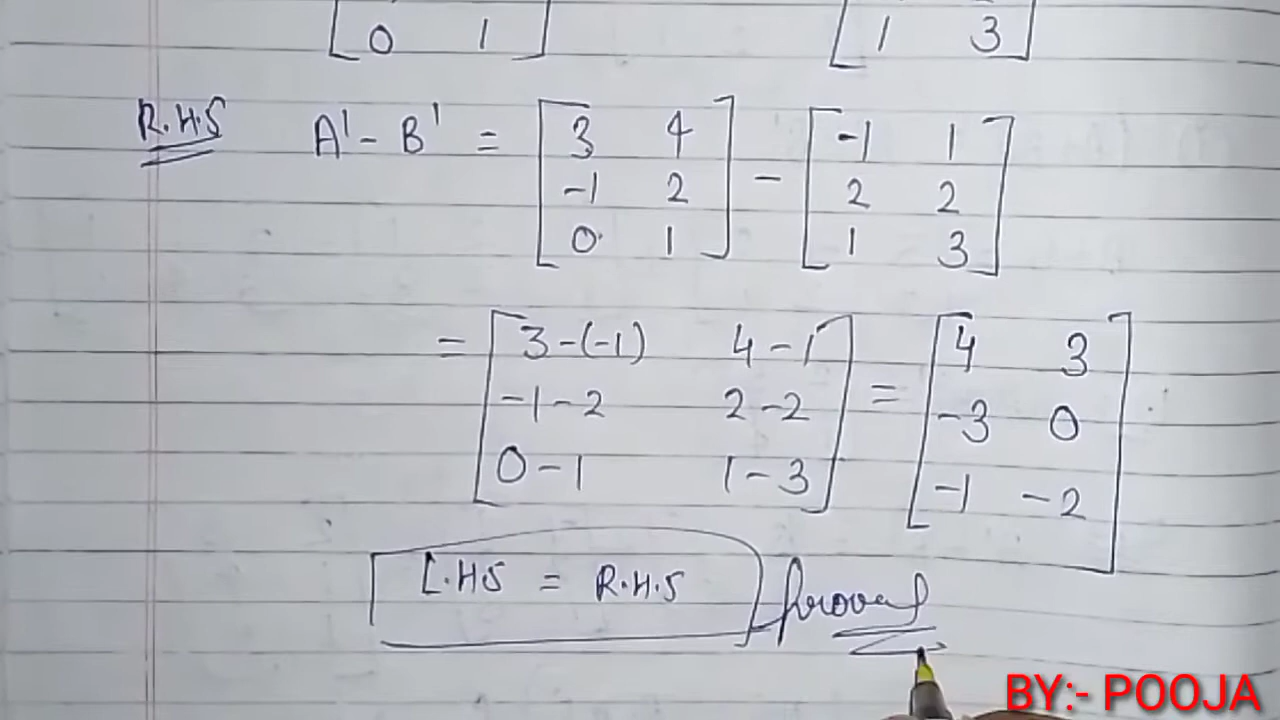 0 1 1 3
R.H.S A' - B' = [3 4 - [-1 1
-1 2 2 2
0 1] 1 3]
= [3-(-1) 4-1 = [4 3
-1-2 2-2 -3 0
0-1 1-3] -1 -2]
L.HS = R.H.S proved
BY:- POOJA